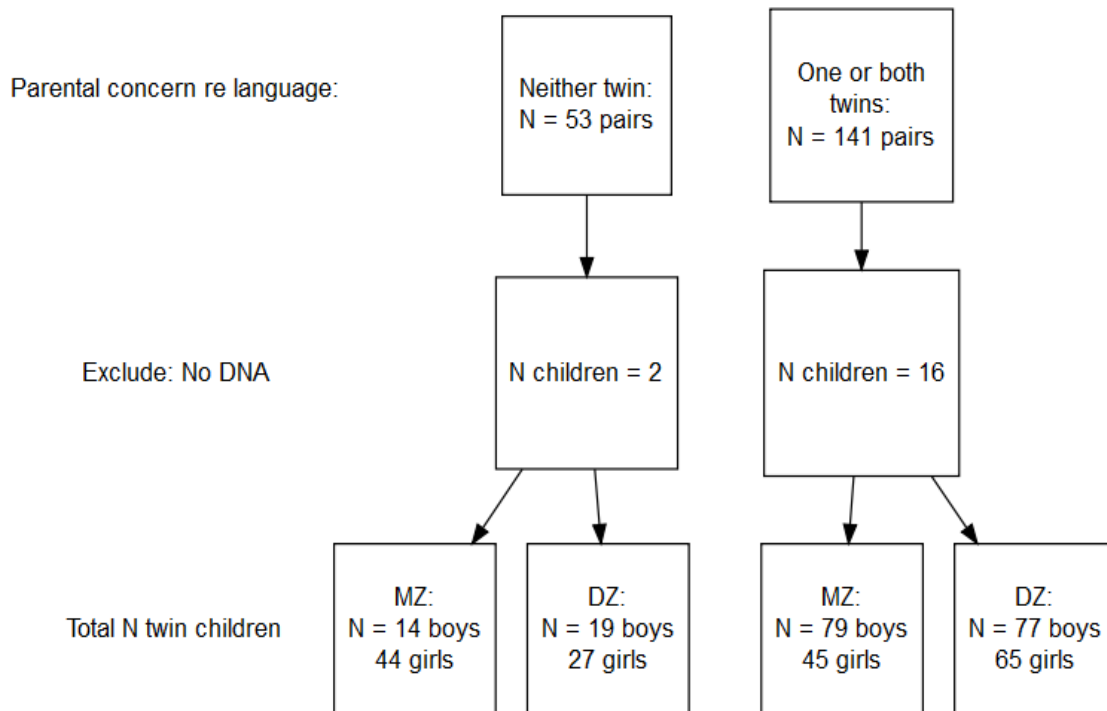 Parental concern re language:
Neither twin:
N = 53 pairs
One or both
twins:
N = 141 pairs
Exclude: No DNA
N children = 2
N children = 16
Total N twin children
MZ:
N = 14 boys
44 girls
DZ:
N = 19 boys
27 girls
MZ:
N = 79 boys
45 girls
DZ:
N = 77 boys
65 girls